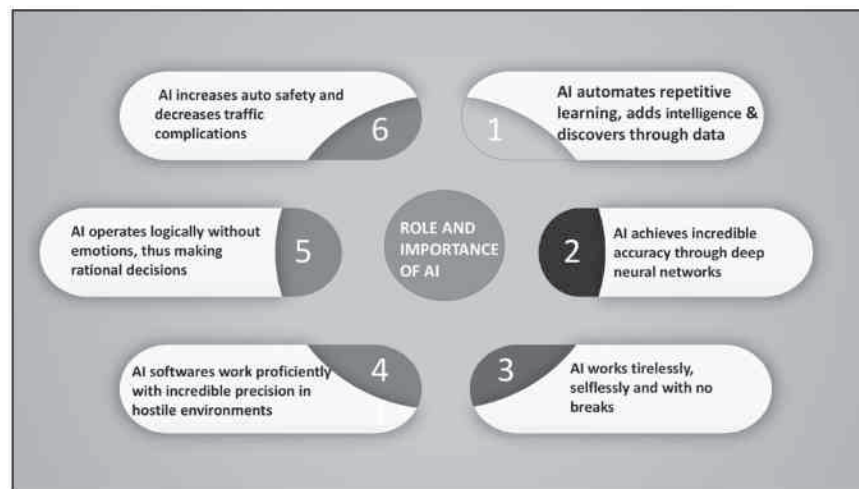 ROLE AND
IMPORTANCE
OF AI
1
AI automates repetitive
learning, adds intelligence &
discovers through data
2
AI achieves incredible
accuracy through deep
neural networks
3
AI works tirelessly,
selflessly and with no
breaks
4
AI softwares work proficiently
with incredible precision in
hostile environments
5
AI operates logically without
emotions, thus making
rational decisions
6
AI increases auto safety and
decreases traffic
complications